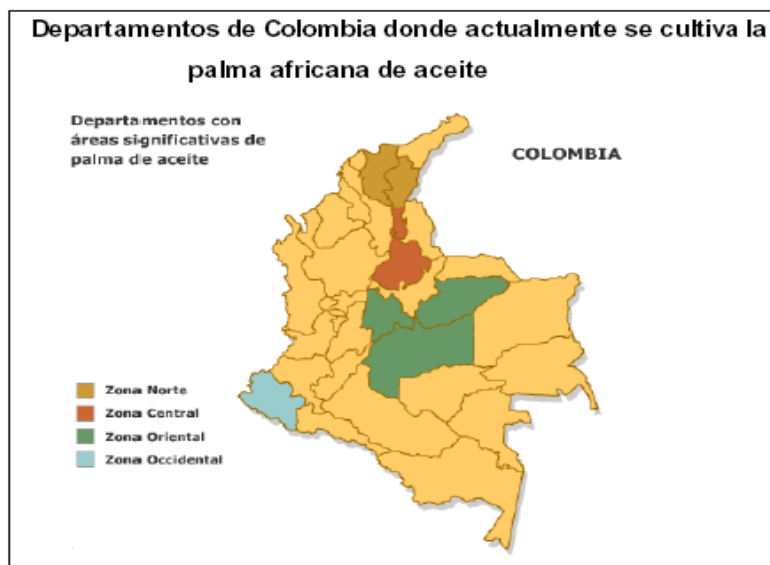 Departamentos de Colombia donde actualmente se cultiva la
palma africana de aceite
Departamentos con
áreas significativas de
palma de aceite
COLOMBIA
Zona Norte
Zona Central
Zona Oriental
Zona Occidental